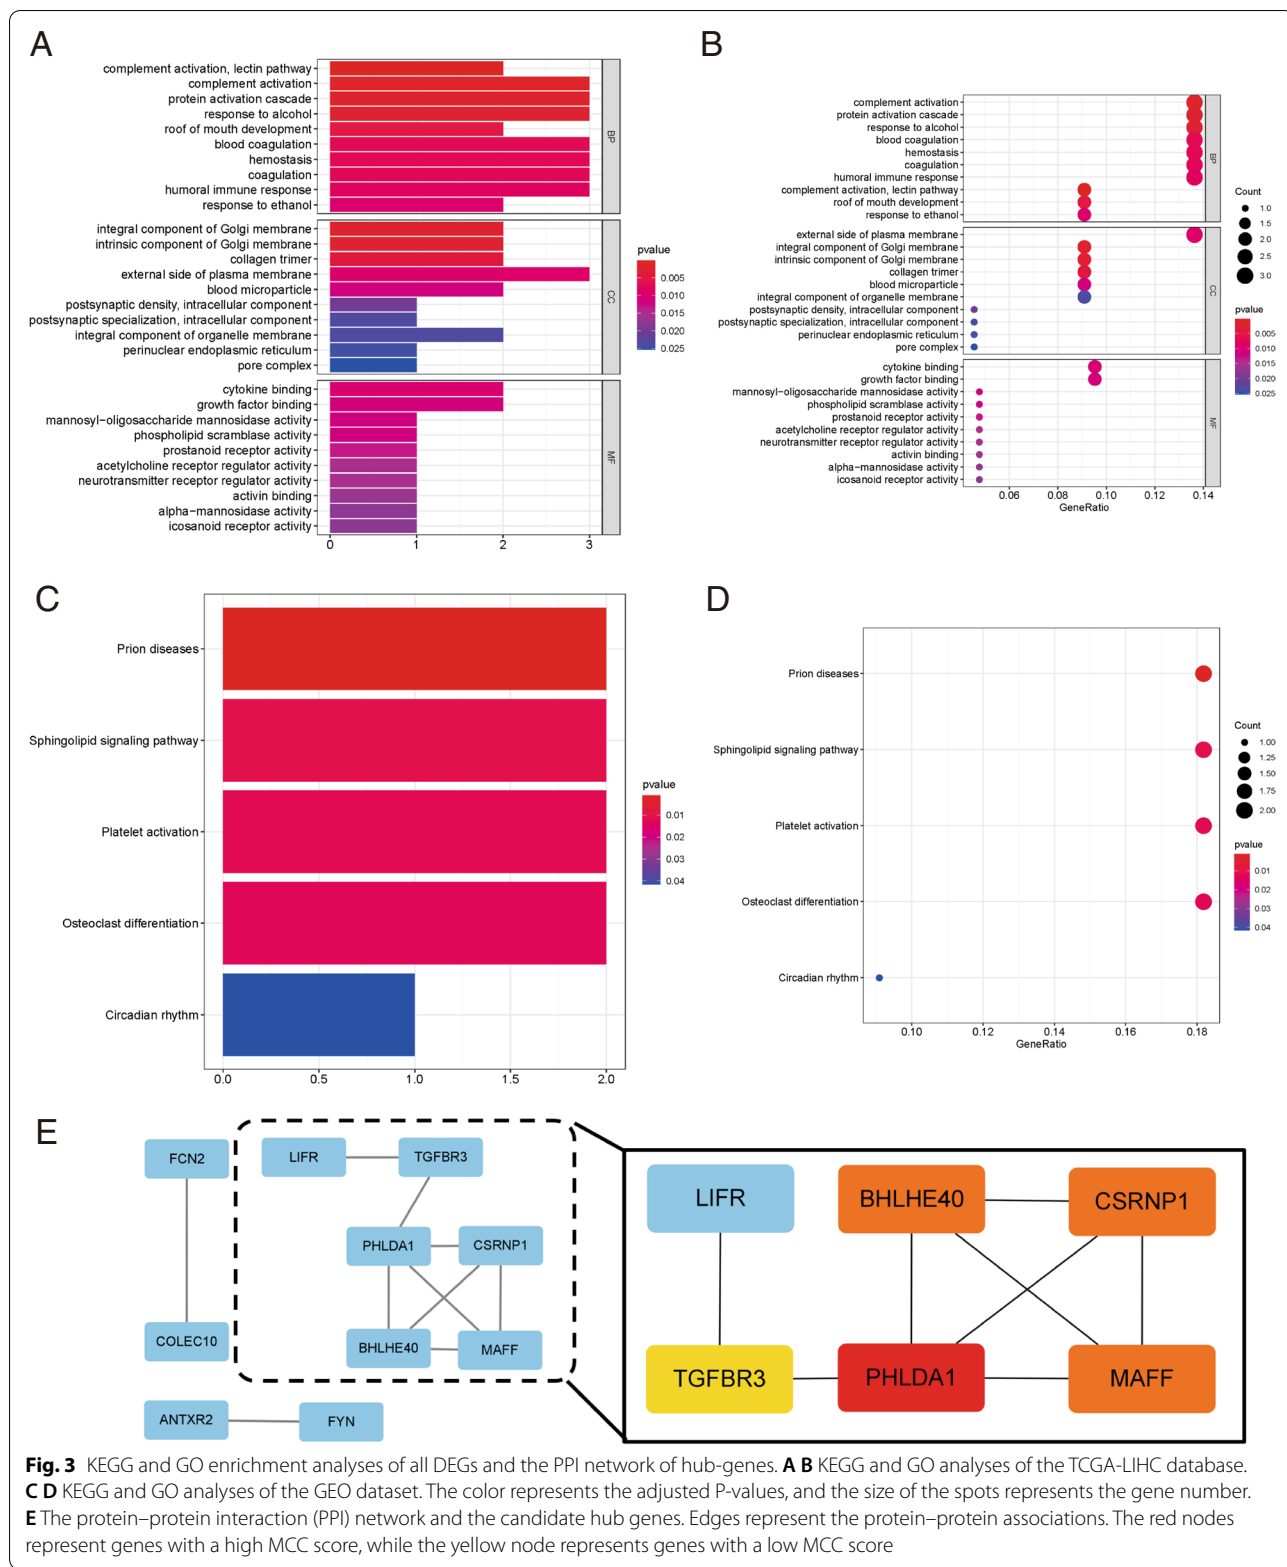 A
complement activation, lectin pathway
complement activation
protein activation cascade
response to alcohol
roof of mouth development
blood coagulation
hemostasis
coagulation
humoral immune response
response to ethanol
BP
integral component of Golgi membrane
intrinsic component of Golgi membrane
collagen trimer
external side of plasma membrane
blood microparticle
postsynaptic density, intracellular component
postsynaptic specialization, intracellular component
integral component of organelle membrane
perinuclear endoplasmic reticulum
pore complex
CC
cytokine binding
growth factor binding
mannosyl−oligosaccharide mannosidase activity
phospholipid scramblase activity
prostanoid receptor activity
acetylcholine receptor regulator activity
neurotransmitter receptor regulator activity
activin binding
alpha−mannosidase activity
icosanoid receptor activity
MF
0 1 2 3
pvalue
0.005
0.010
0.015
0.020
0.025
B
complement activation
protein activation cascade
response to alcohol
blood coagulation
hemostasis
coagulation
humoral immune response
complement activation, lectin pathway
roof of mouth development
response to ethanol
BP
external side of plasma membrane
integral component of Golgi membrane
intrinsic component of Golgi membrane
collagen trimer
blood microparticle
integral component of organelle membrane
postsynaptic density, intracellular component
postsynaptic specialization, intracellular component
perinuclear endoplasmic reticulum
pore complex
CC
cytokine binding
growth factor binding
mannosyl−oligosaccharide mannosidase activity
phospholipid scramblase activity
prostanoid receptor activity
acetylcholine receptor regulator activity
neurotransmitter receptor regulator activity
activin binding
alpha−mannosidase activity
icosanoid receptor activity
MF
0.06 0.08 0.10 0.12 0.14
GeneRatio
Count
1.0
1.5
2.0
2.5
3.0
pvalue
0.005
0.010
0.015
0.020
0.025
C
Prion diseases
Sphingolipid signaling pathway
Platelet activation
Osteoclast differentiation
Circadian rhythm
0.0 0.5 1.0 1.5 2.0
pvalue
0.01
0.02
0.03
0.04
D
Prion diseases
Sphingolipid signaling pathway
Platelet activation
Osteoclast differentiation
Circadian rhythm
0.10 0.12 0.14 0.16 0.18
GeneRatio
Count
1.00
1.25
1.50
1.75
2.00
pvalue
0.01
0.02
0.03
0.04
E
FCN2
COLEC10
ANTXR2 FYN
LIFR TGFBR3
PHLDA1 CSRNP1
BHLHE40 MAFF
LIFR BHLHE40 CSRNP1
TGFBR3 PHLDA1 MAFF
Fig. 3 KEGG and GO enrichment analyses of all DEGs and the PPI network of hub-genes. A B KEGG and GO analyses of the TCGA-LIHC database.
C D KEGG and GO analyses of the GEO dataset. The color represents the adjusted P-values, and the size of the spots represents the gene number.
E The protein–protein interaction (PPI) network and the candidate hub genes. Edges represent the protein–protein associations. The red nodes
represent genes with a high MCC score, while the yellow node represents genes with a low MCC score